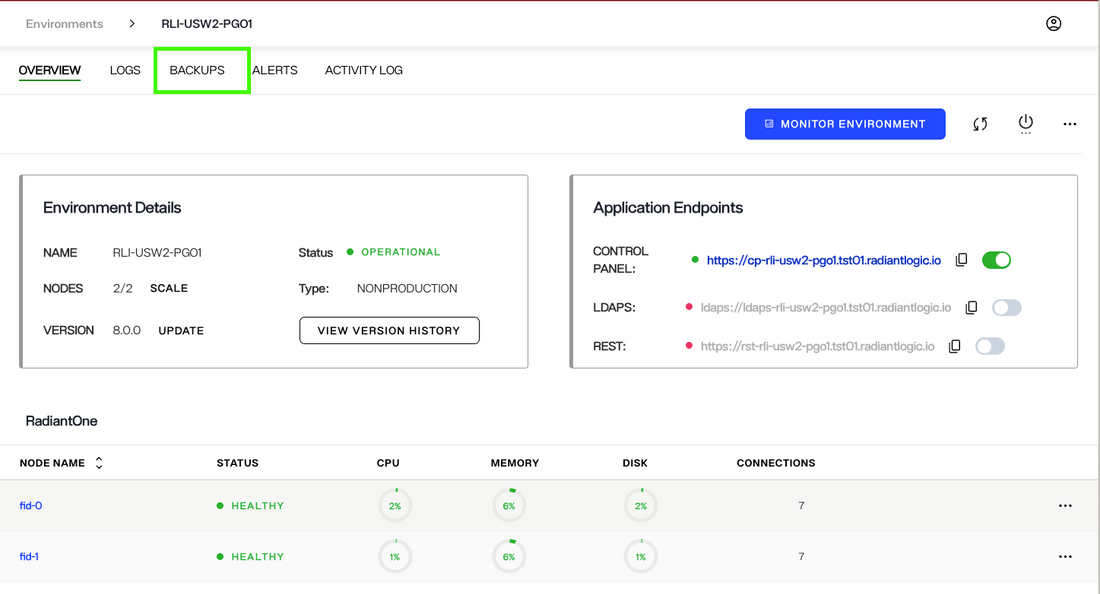 Environments > RLI-USW2-PG01
OVERVIEW LOGS BACKUPS ALERTS ACTIVITY LOG
MONITOR ENVIRONMENT
Environment Details
NAME RLI-USW2-PG01 Status OPERATIONAL
NODES 2/2 SCALE Type: NONPRODUCTION
VERSION 8.0.0 UPDATE VIEW VERSION HISTORY
Application Endpoints
CONTROL
PANEL: https://cp-rli-usw2-pgo1.tst01.radiantlogic.io
LDAPS: ldaps://ldaps-rli-usw2-pgo1.tst01.radiantlogic.io
REST: https://rst-rli-usw2-pgo1.tst01.radiantlogic.io
RadiantOne
NODE NAME STATUS CPU MEMORY DISK CONNECTIONS
fid-0 HEALTHY 2% 6% 2% 7
fid-1 HEALTHY 1% 6% 1% 7